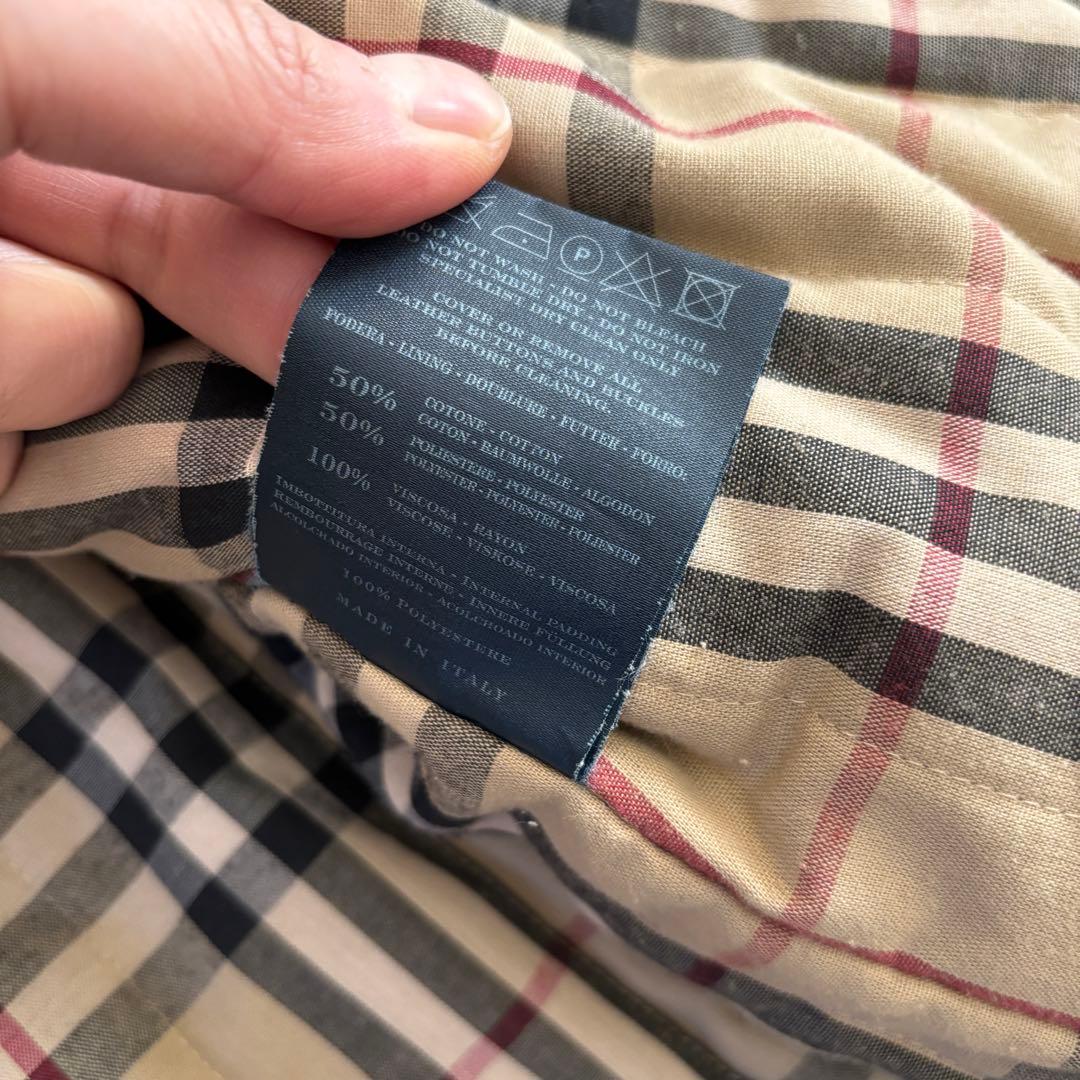 P
DO NOT WASH - DO NOT BLEACH
DO NOT TUMBLE DRY - DO NOT IRON
SPECIALIST DRY CLEAN ONLY
COVER OR REMOVE ALL
LEATHER BUTTONS AND BUCKLES
BEFORE CLEANING.
FODERA - LINING - DOUBLURE - FUTTER - FORRO.
50% COTONE - COTTON
COTON - BAUMWOLLE - ALGODON
50% POLIESTERE - POLYESTER
POLYESTER - POLYESTER - POLIESTER
100% VISCOSA - RAYON
VISCOSE - VISKOSE - VISCOSA
IMBOTTITURA INTERNA - INTERNAL PADDING
REMBOURRAGE INTERNE - INNERE FÜLLUNG
ALCOLCHADO INTERIOR - ACOLCHOADO INTERIOR
100% POLYESTERE
MADE IN ITALY